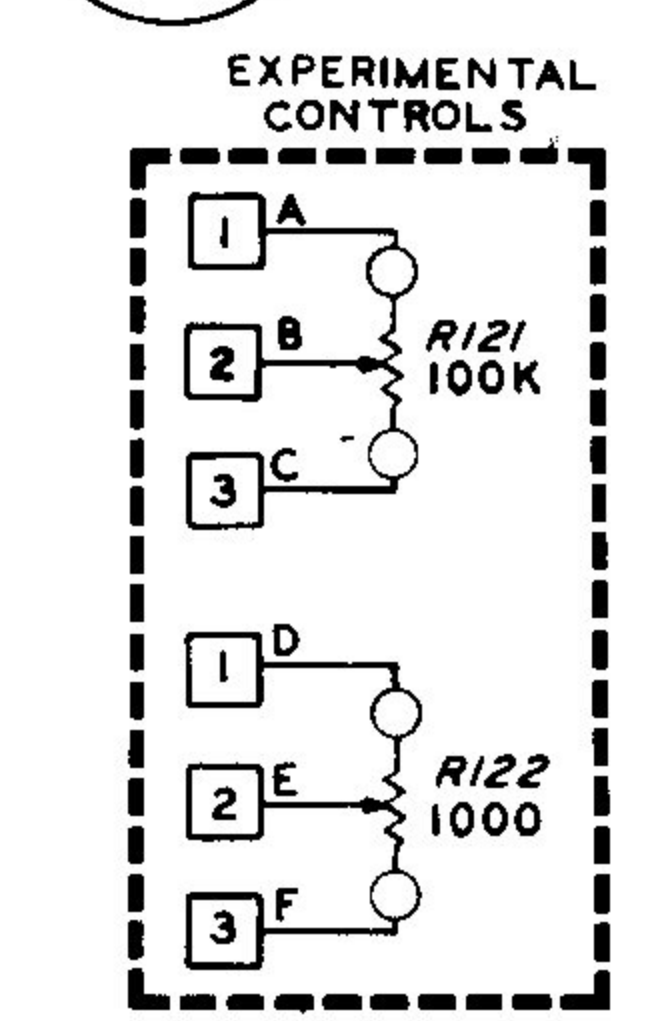 EXPERIMENTAL
CONTROLS
1 A
2 B
R121
100K
3 C
1 D
2 E
R122
1000
3 F